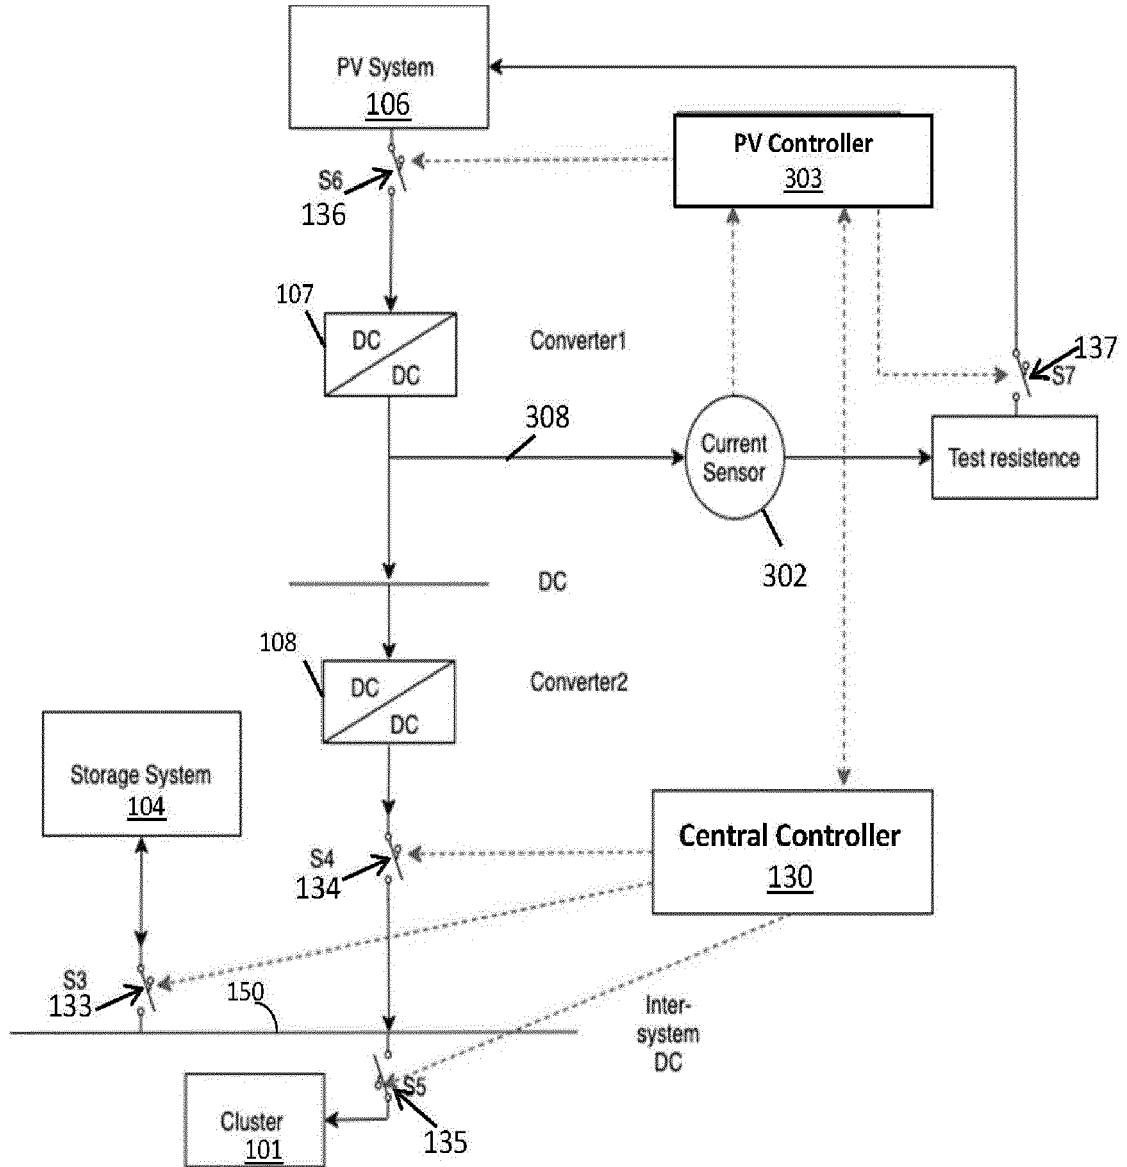 PV System
106
PV Controller
303
S6
136
107
DC
DC
Converter1
137
S7
308
Current
Sensor
Test resistence
302
DC
108
DC
DC
Converter2
Storage System
104
Central Controller
130
S4
134
S3
133
150
Inter-
system
DC
S5
Cluster
101
135